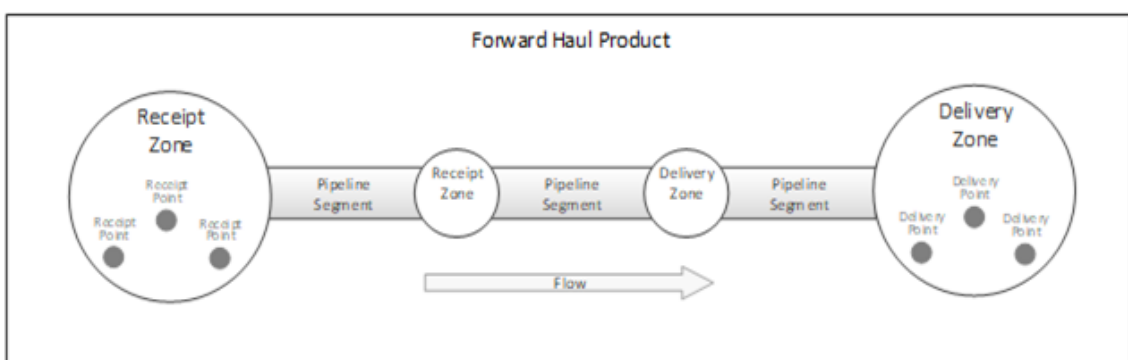 Forward Haul Product
Receipt
Zone
Receipt
Point
Receipt
Point
Receipt
Point
Pipeline
Segment
Receipt
Zone
Pipeline
Segment
Delivery
Zone
Pipeline
Segment
Delivery
Zone
Delivery
Point
Delivery
Point
Delivery
Point
Flow